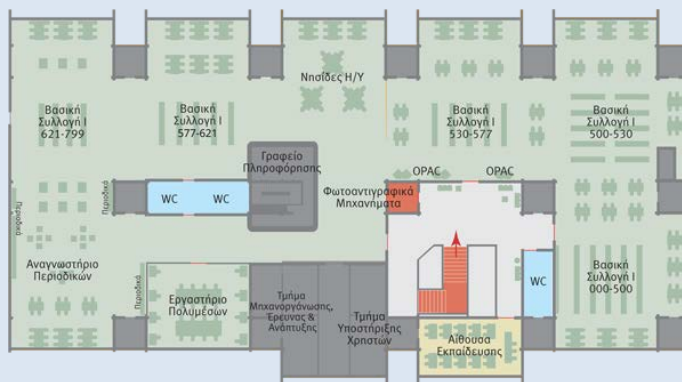 Νησίδες Η/Υ
Βασική
Συλλογή Ι
621-799
Βασική
Συλλογή Ι
577-621
Βασική
Συλλογή Ι
530-577
Βασική
Συλλογή Ι
500-530
Γραφείο
Πληροφόρησης
OPAC
OPAC
Φωτοαντιγραφικά
Μηχανήματα
WC
WC
Περιοδικά
Περιοδικά
Αναγνωστήριο
Περιοδικών
Περιοδικά
Εργαστήριο
Πολυμέσων
Τμήμα
Μηχανοργάνωσης,
Έρευνας &
Ανάπτυξης
Τμήμα
Υποστήριξης
Χρηστών
WC
Βασική
Συλλογή Ι
000-500
Αίθουσα
Εκπαίδευσης